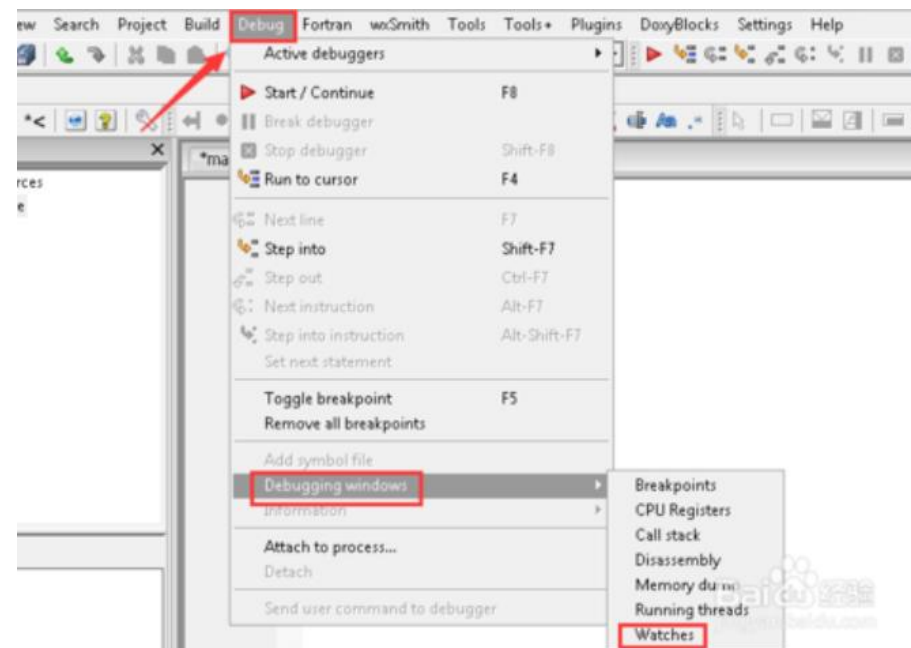 ew Search Project Build Debug Fortran wxSmith Tools Tools+ Plugins DoxyBlocks Settings Help
*<
*ma
rces
e
Active debuggers
Start / Continue F8
Break debugger
Stop debugger Shift-F8
Run to cursor F4
Next line F7
Step into Shift-F7
Step out Ctrl-F7
Next instruction Alt-F7
Step into instruction Alt-Shift-F7
Set next statement
Toggle breakpoint F5
Remove all breakpoints
Add symbol file
Debugging windows
Information
Attach to process...
Detach
Send user command to debugger
Breakpoints
CPU Registers
Call stack
Disassembly
Memory dump
Running threads
Watches
Baidu 经验